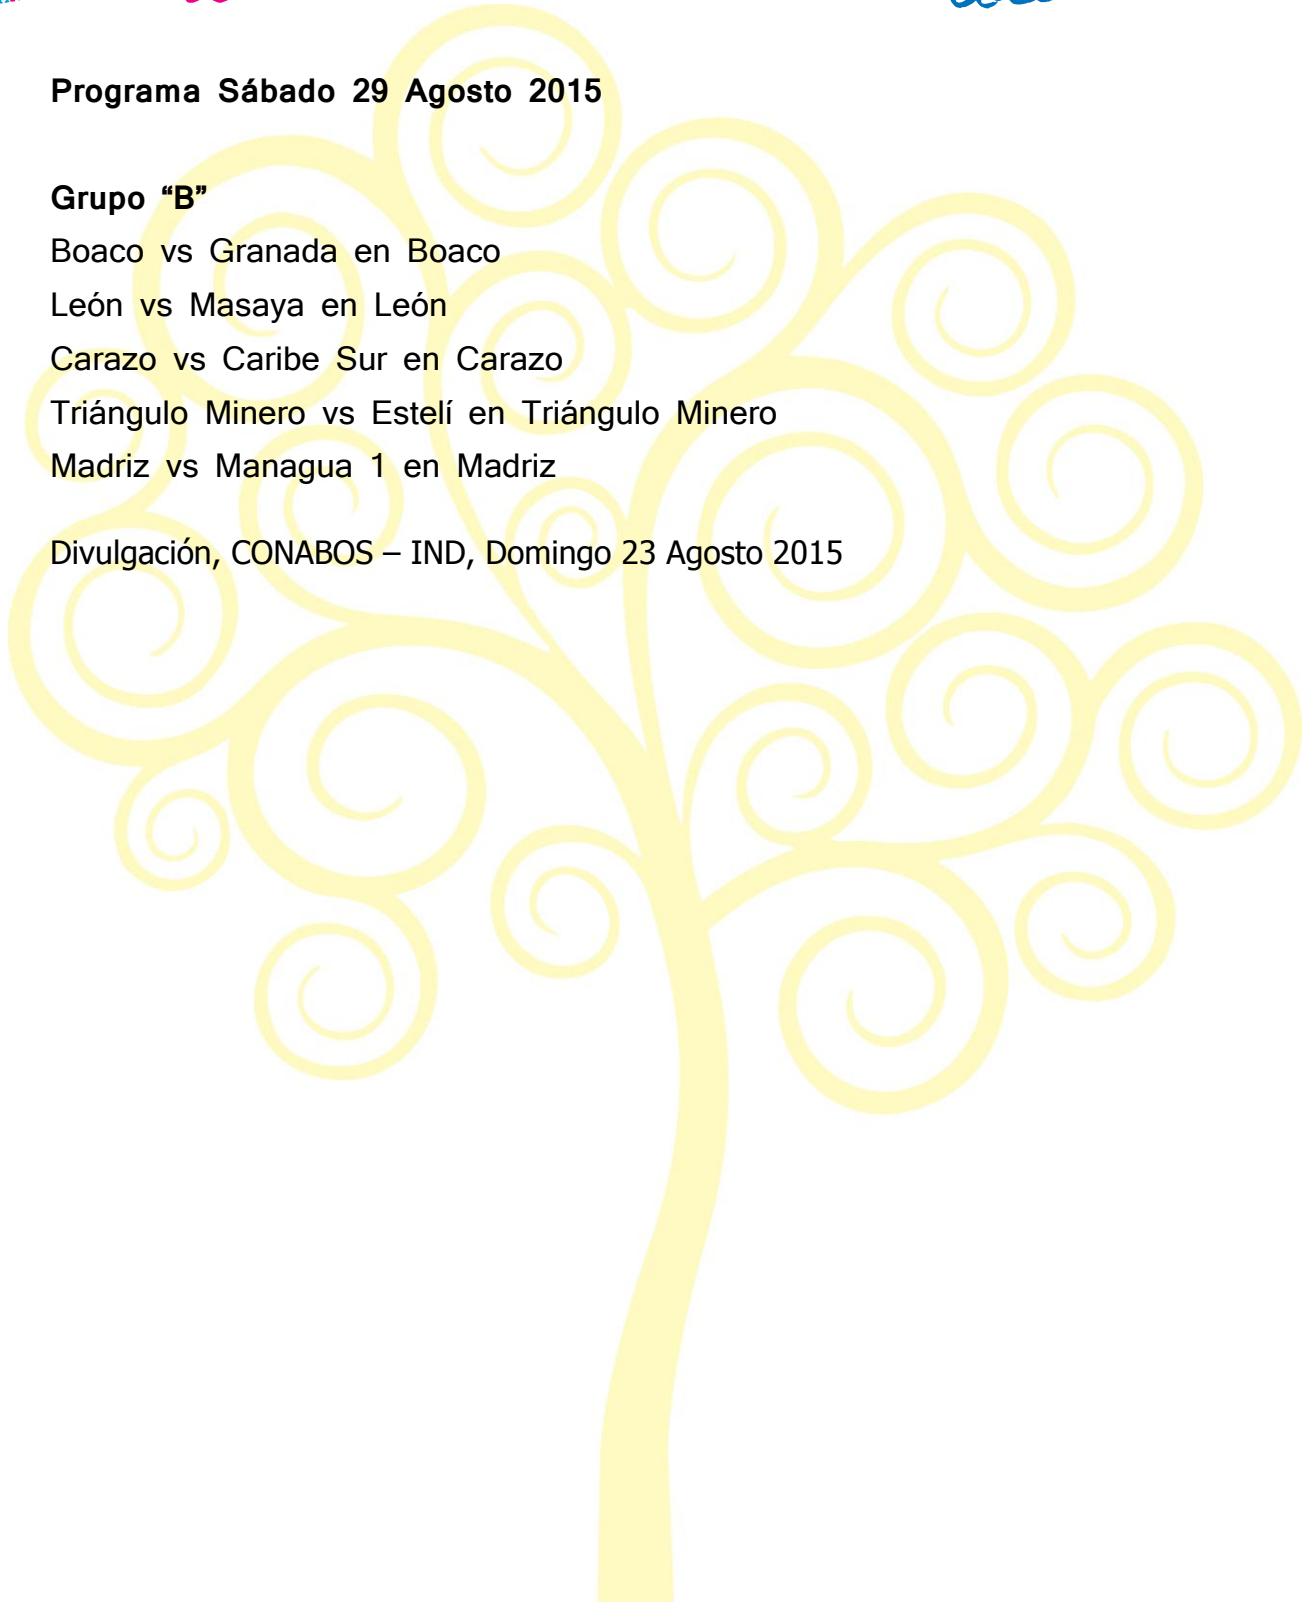 Programa Sábado 29 Agosto 2015
Grupo “B”
Boaco vs Granada en Boaco
León vs Masaya en León
Carazo vs Caribe Sur en Carazo
Triángulo Minero vs Estelí en Triángulo Minero
Madriz vs Managua 1 en Madriz
Divulgación, CONABOS – IND, Domingo 23 Agosto 2015